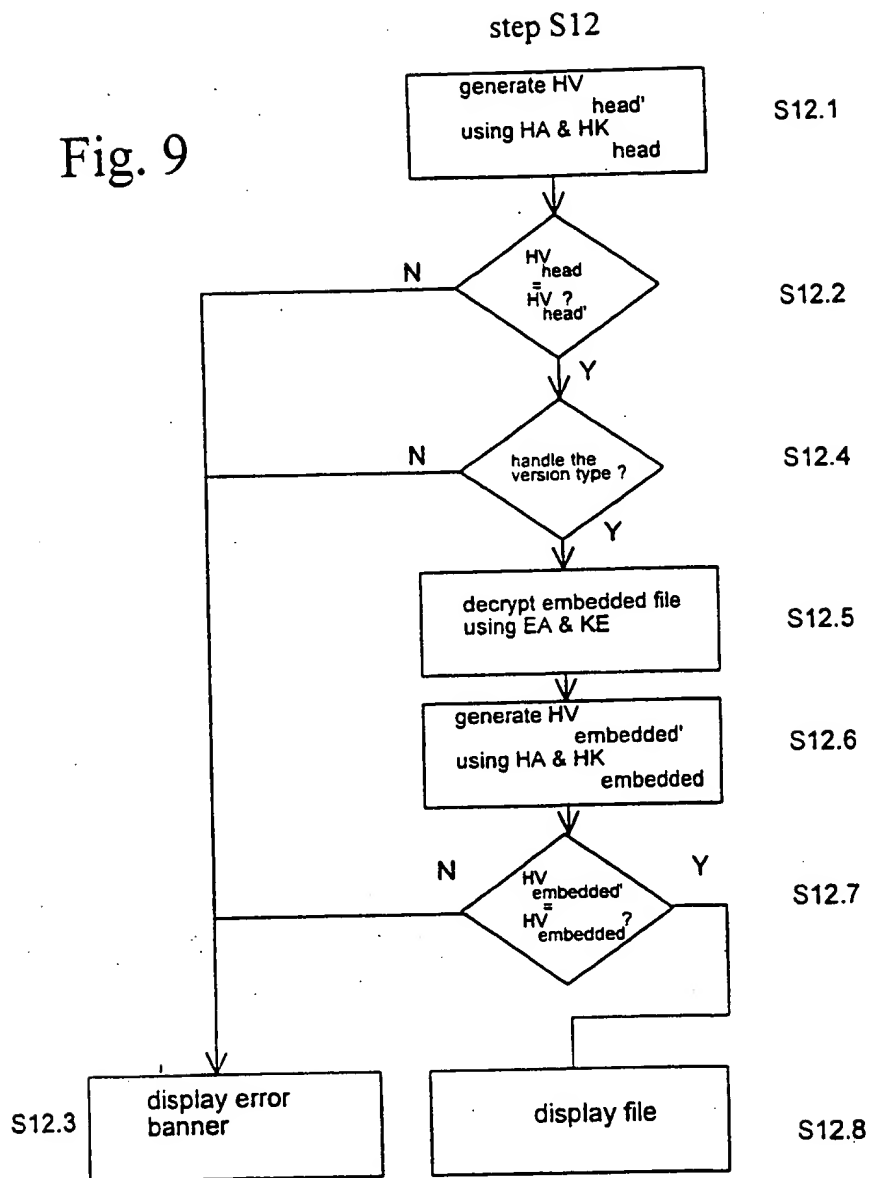 step S12
Fig. 9
generate HV
head'
using HA & HK
head
S12.1
N
HV
head
=
HV ?
head'
S12.2
Y
N
handle the
version type ?
S12.4
Y
decrypt embedded file
using EA & KE
S12.5
generate HV
embedded'
using HA & HK
embedded
S12.6
N
Y
HV
embedded'
=
HV ?
embedded
S12.7
S12.3
display error
banner
display file
S12.8